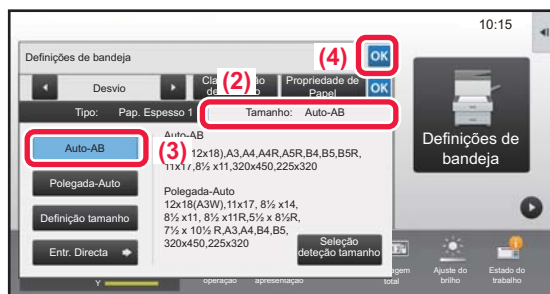 10:15
Definições de bandeja
(4)
OK
Desvio
(2)
Propriedade de
Papel
OK
Tipo: Pap. Espesso 1
Tamanho: Auto-AB
Auto-AB
(3)
Auto-AB
12x18),A3,A4,A4R,A5R,B4,B5,B5R,
11x17,8½ x11,320x450,225x320
Polegada-Auto
Polegada-Auto
12x18(A3W),11x17, 8½ x14,
8½ x11, 8½ x11R,5½ x 8½R,
7½ x 10½ R,A3,A4,B4,B5,
320x450,225x320
Definição tamanho
Entr. Directa
Seleção
deteção tamanho
Definições de
bandeja
Y
operação
apresentação
total
Ajuste do
brilho
Estado do
trabalho